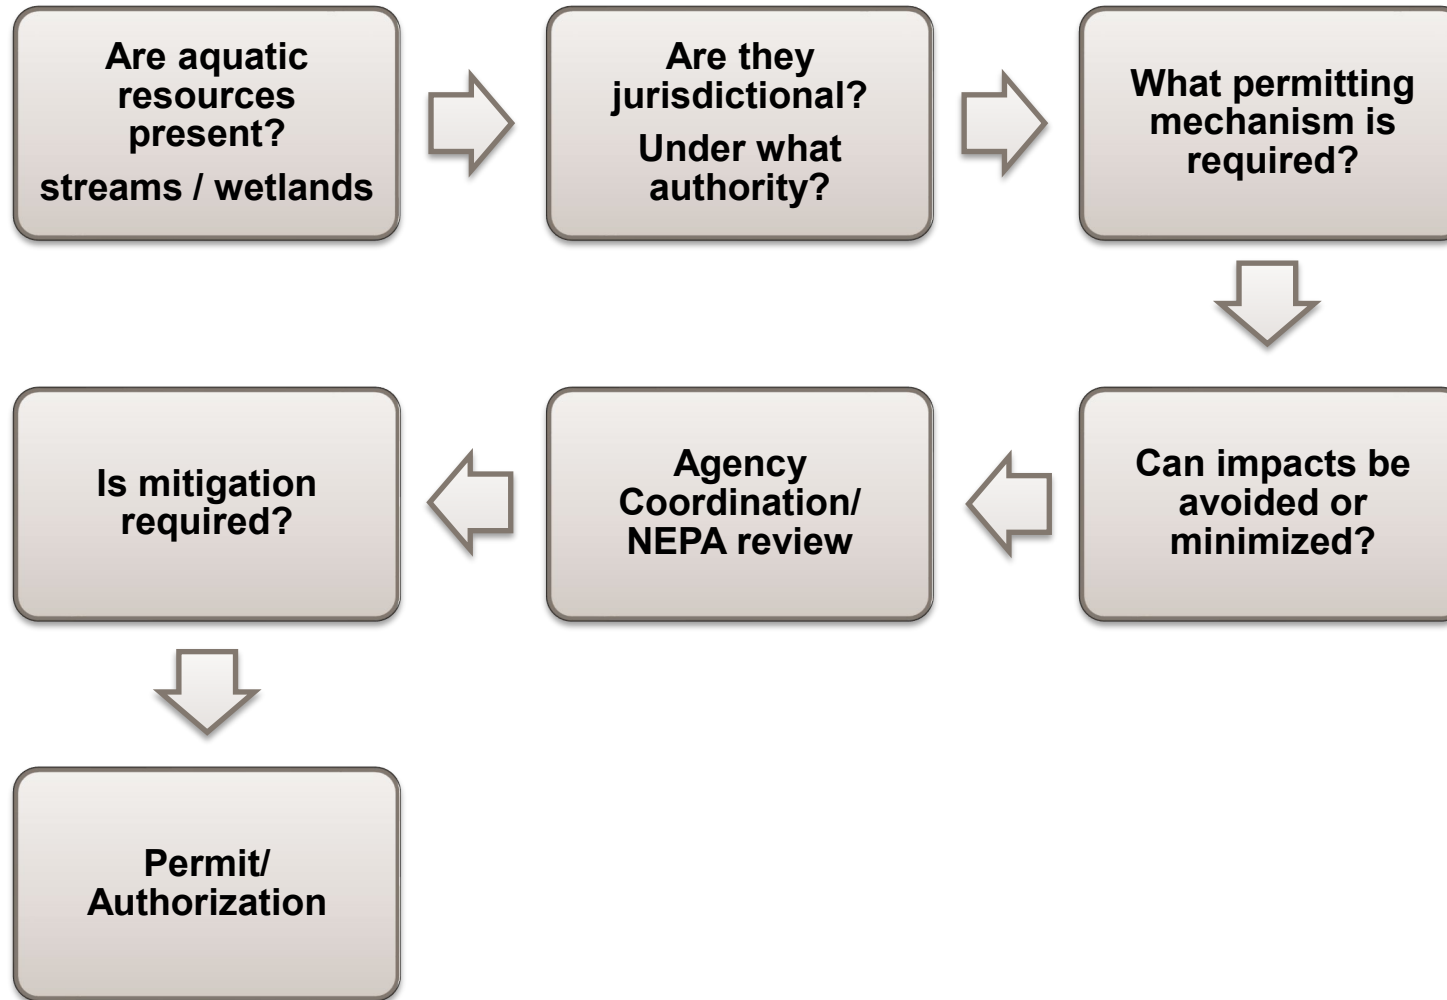 Are aquatic
resources
present?
streams / wetlands
Are they
jurisdictional?
Under what
authority?
What permitting
mechanism is
required?
Can impacts be
avoided or
minimized?
Agency
Coordination/
NEPA review
Is mitigation
required?
Permit/
Authorization